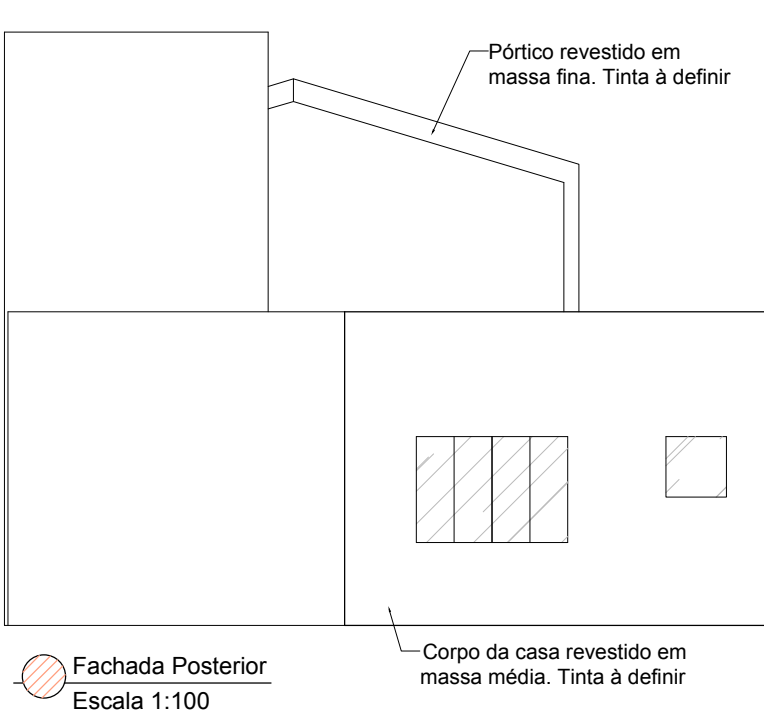 Pórtico revestido em
massa fina. Tinta à definir
Corpo da casa revestido em
massa média. Tinta à definir
Fachada Posterior
Escala 1:100